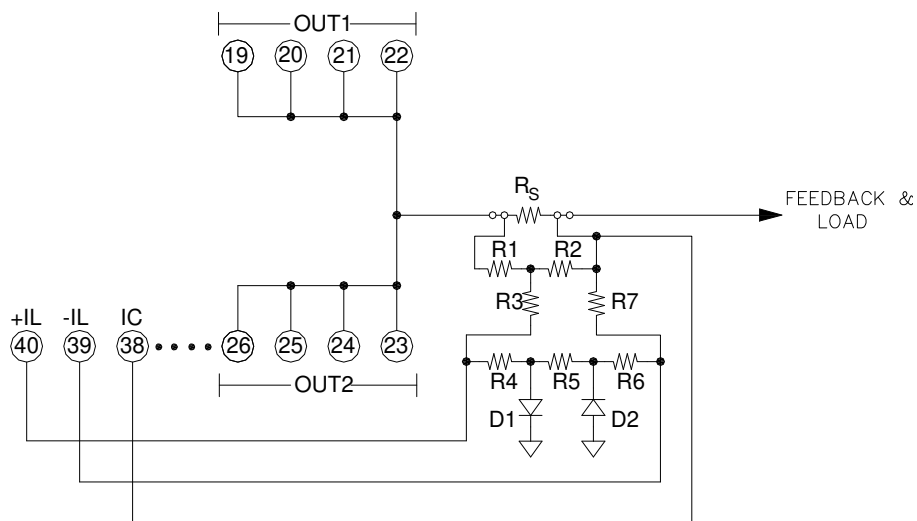 OUT1
19 20 21 22
RS
FEEDBACK &
LOAD
R1 R2
R3 R7
+IL -IL IC
40 39 38 26 25 24 23
OUT2
R4 R5 R6
D1 D2